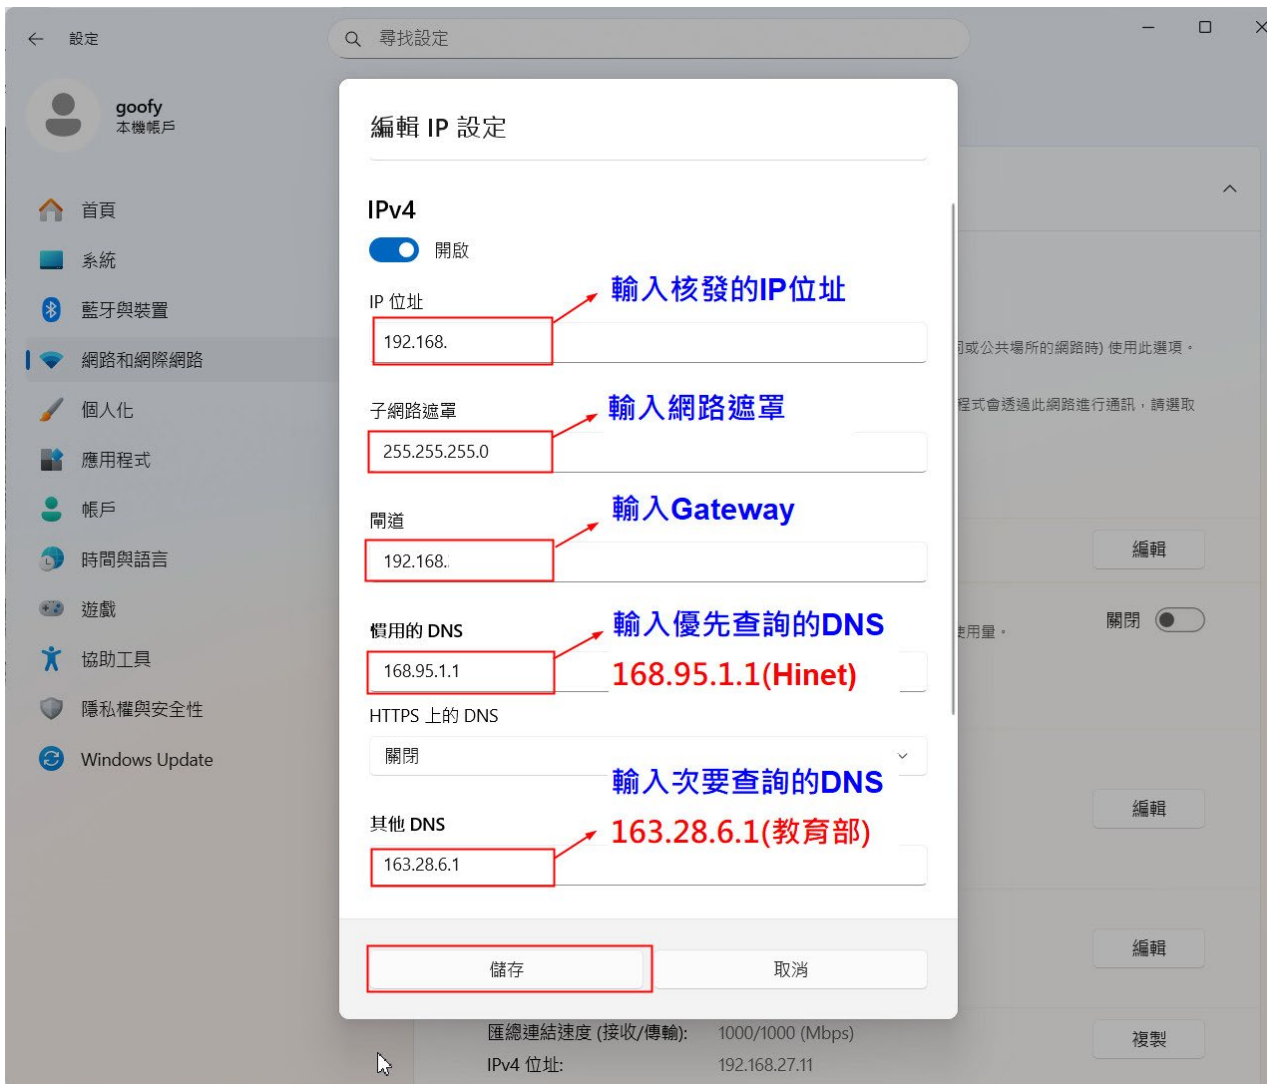 設定
尋找設定
goofy
本機帳戶
首頁
系統
藍牙與裝置
網路和網際網路
個人化
應用程式
帳戶
時間與語言
遊戲
協助工具
隱私權與安全性
Windows Update
編輯 IP 設定
IPv4
開啟
輸入核發的IP位址
IP 位址
192.168.
輸入網路遮罩
子網路遮罩
255.255.255.0
輸入Gateway
閘道
192.168.
輸入優先查詢的DNS
慣用的 DNS
168.95.1.1
168.95.1.1(Hinet)
HTTPS 上的 DNS
關閉
輸入次要查詢的DNS
其他 DNS
163.28.6.1(教育部)
163.28.6.1
儲存
取消
或公共場所的網路時) 使用此選項。
程式會透過此網路進行通訊，請選取
編輯
關閉
使用量。
編輯
編輯
匯總連結速度 (接收/傳輸): 1000/1000 (Mbps)
複製
IPv4 位址: 192.168.27.11